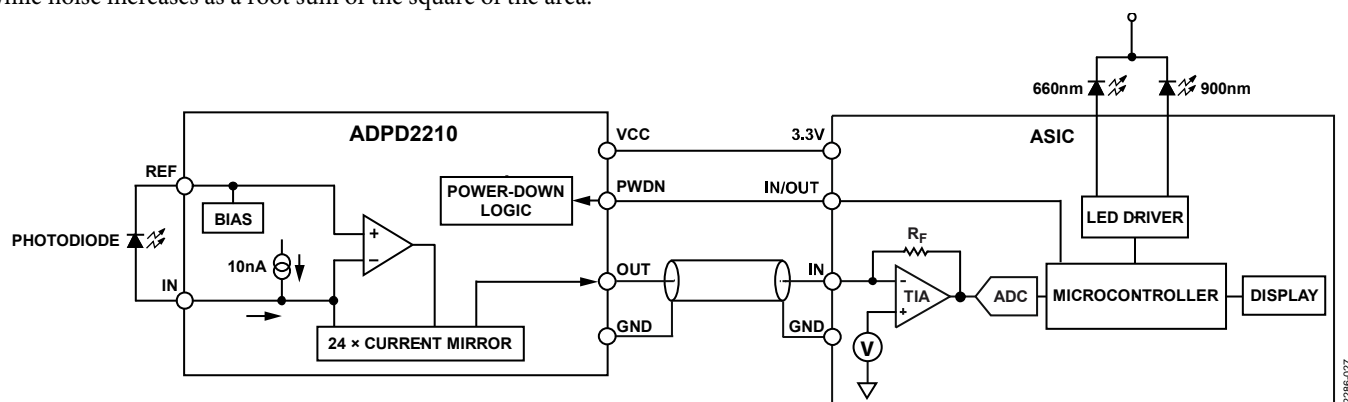 while noise increases as a root sum of the square of the area.
660nm
900nm
ADPD2210
ASIC
VCC
3.3V
REF
POWER-DOWN
LOGIC
PWDN
IN/OUT
BIAS
LED DRIVER
PHOTODIODE
+
−
10nA
RF
IN
OUT
IN
−
+
TIA
ADC
MICROCONTROLLER
DISPLAY
GND
GND
24 × CURRENT MIRROR
V